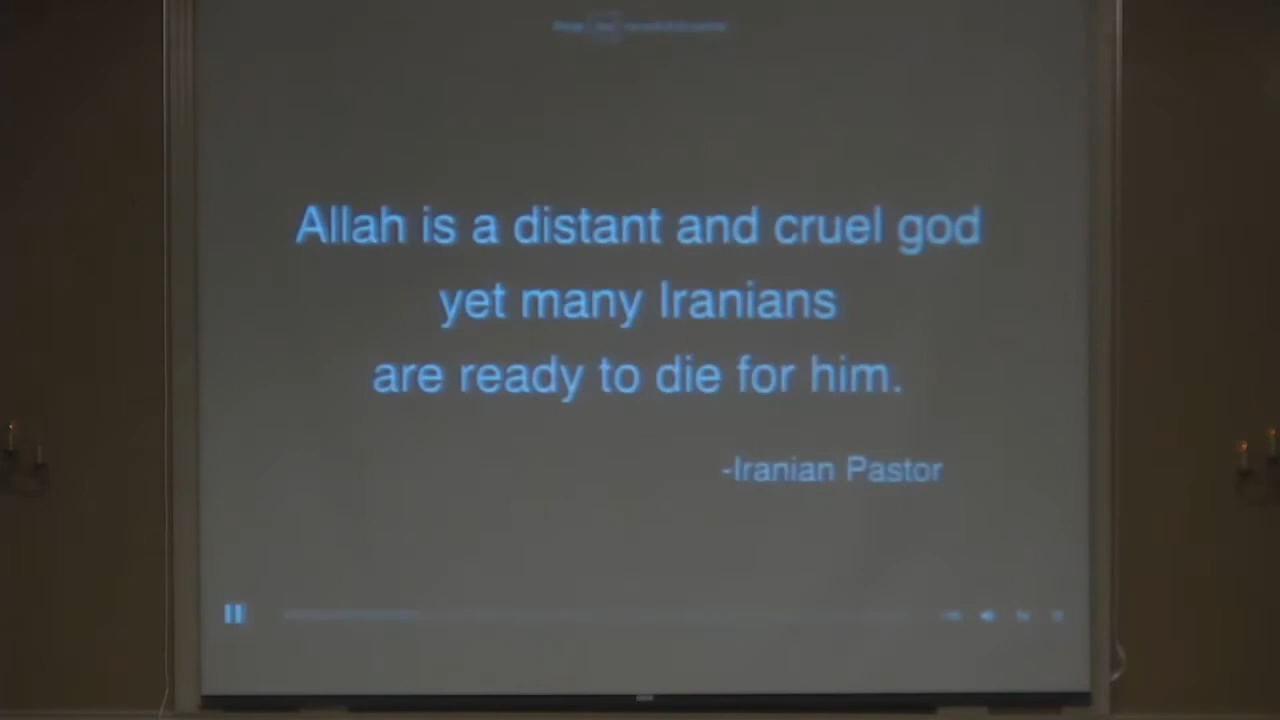 Allah is a distant and cruel god
yet many Iranians
are ready to die for him.
-Iranian Pastor